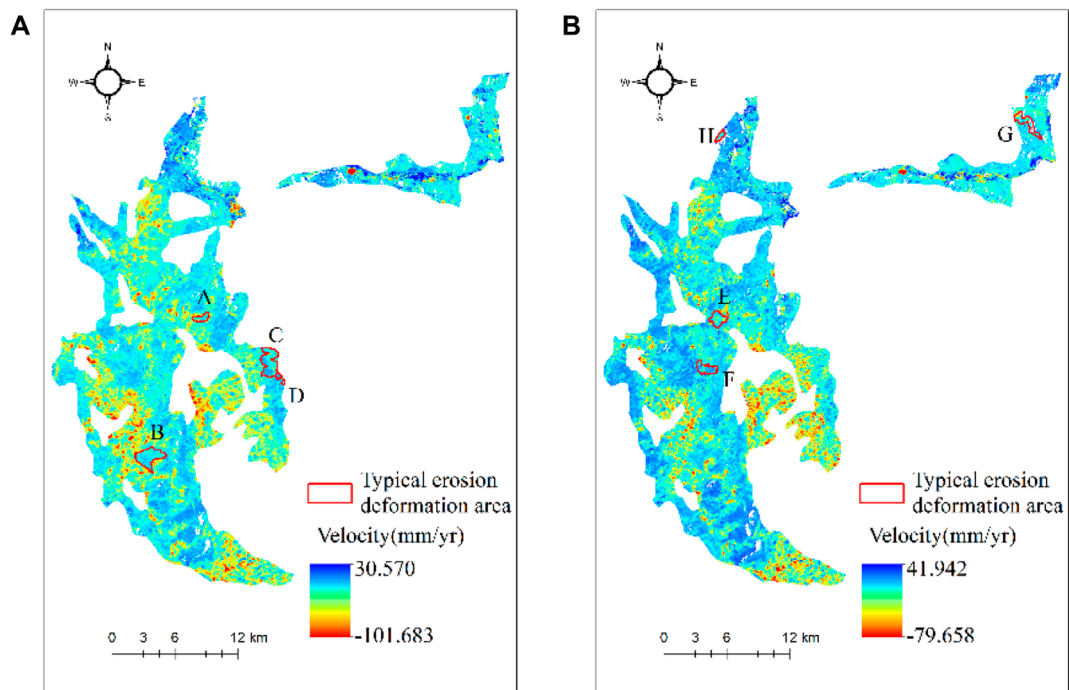 A
N
W E
S
A
C
D
B
Typical erosion
deformation area
Velocity(mm/yr)
30.570
-101.683
0 3 6 12 km
B
N
W E
S
H
G
E
F
Typical erosion
deformation area
Velocity(mm/yr)
41.942
-79.658
0 3 6 12 km